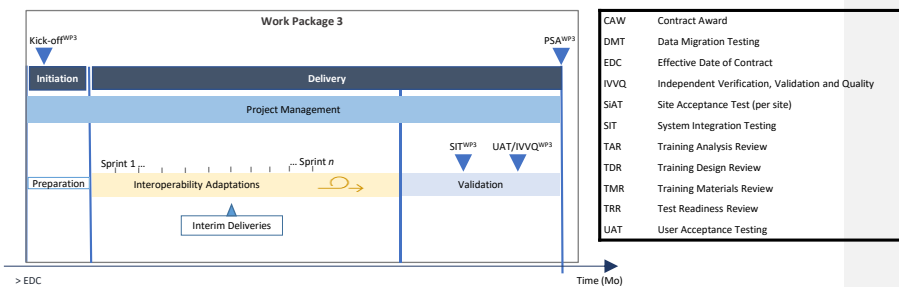 Work Package 3
Kick-offWP3
PSAWP3
Initiation
Delivery
Project Management
SITWP3
UAT/IVVQWP3
Sprint 1 ...
... Sprint n
Preparation
Interoperability Adaptations
Validation
Interim Deliveries
> EDC
Time (Mo)
CAW Contract Award
DMT Data Migration Testing
EDC Effective Date of Contract
IVVQ Independent Verification, Validation and Quality
SiAT Site Acceptance Test (per site)
SIT System Integration Testing
TAR Training Analysis Review
TDR Training Design Review
TMR Training Materials Review
TRR Test Readiness Review
UAT User Acceptance Testing